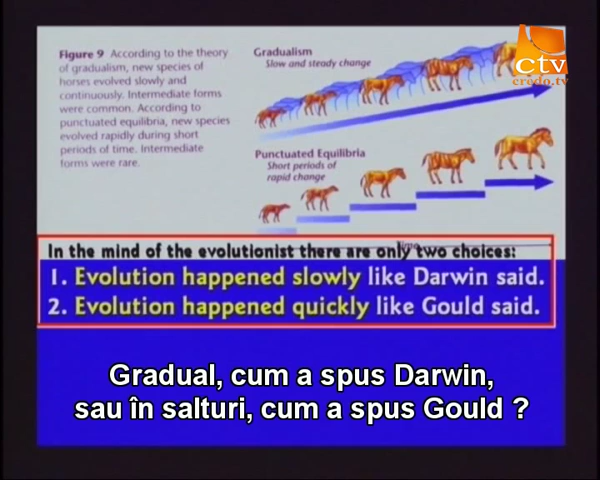 Figure 9 According to the theory
of gradualism, new species of
horses evolved slowly and
continuously. Intermediate forms
were common. According to
punctuated equilibria, new species
evolved rapidly during short
periods of time. Intermediate
forms were rare.
Gradualism
Slow and steady change
ctv
credo.tv
Punctuated Equilibria
Short periods of
rapid change
time
In the mind of the evolutionist there are only two choices:
1. Evolution happened slowly like Darwin said.
2. Evolution happened quickly like Gould said.
Gradual, cum a spus Darwin,
sau în salturi, cum a spus Gould ?